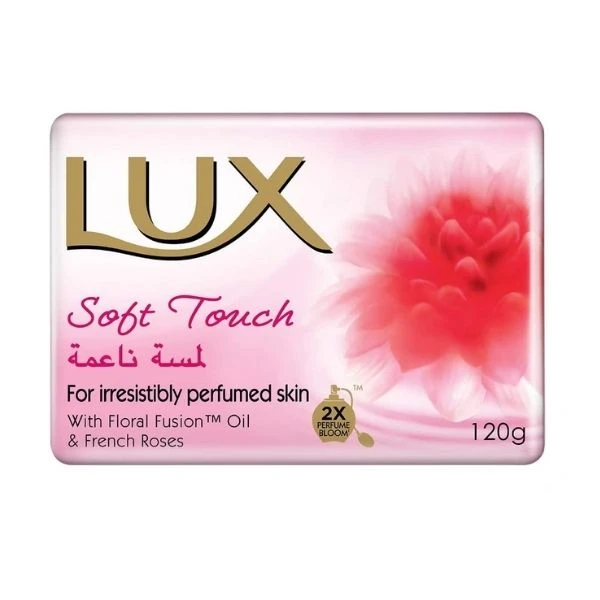 LUX
Soft Touch
لمسة ناعمة
For irresistibly perfumed skin
With Floral Fusion™ Oil
& French Roses
TM
2X
PERFUME
BLOOM
120g